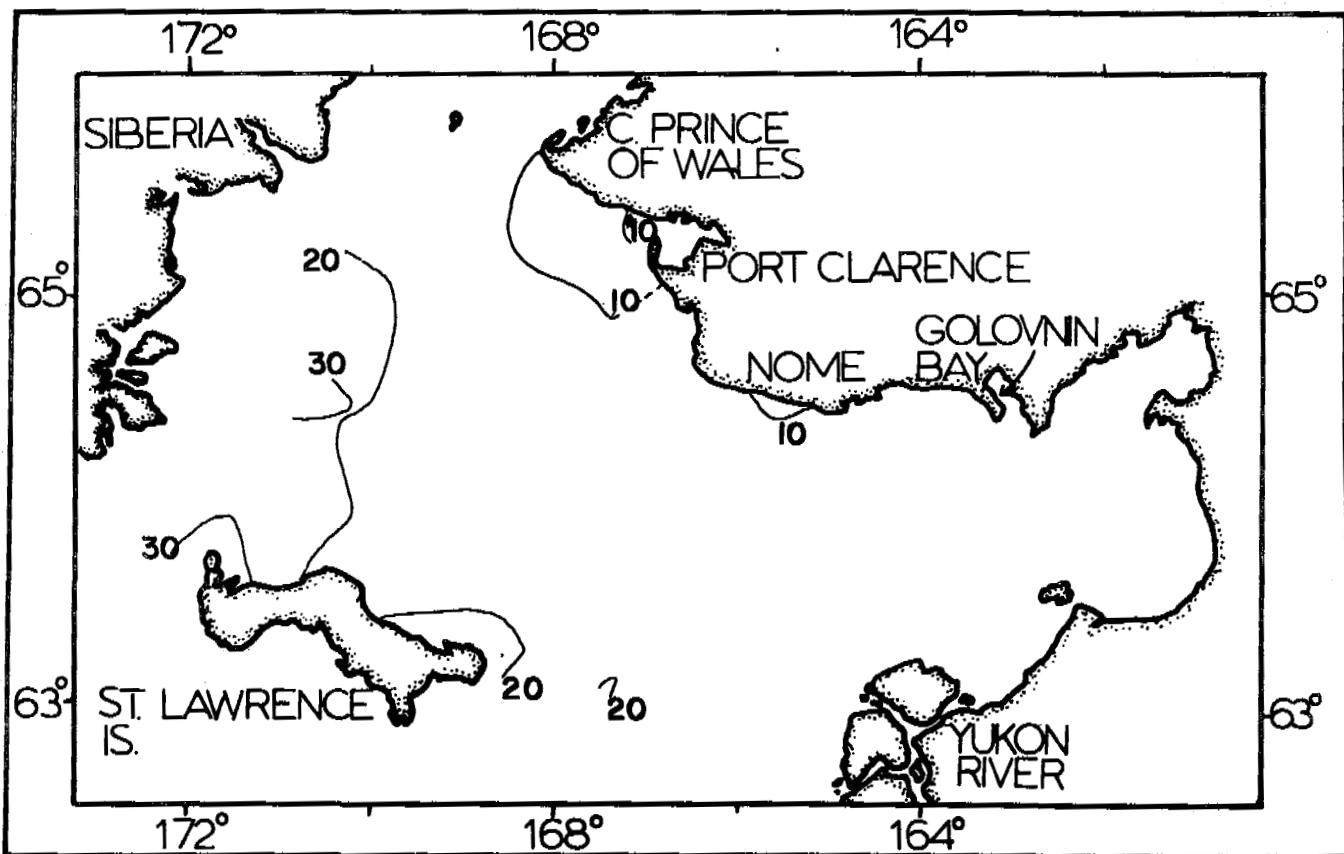 172° 168° 164°
SIBERIA
C PRINCE
OF WALES
10
20
PORT CLARENCE
65° 65°
10
GOLOVNIN
BAY
30
NOME
10
30
63° 63°
ST. LAWRENCE
IS.
20
20
YUKON
RIVER
172° 168° 164°